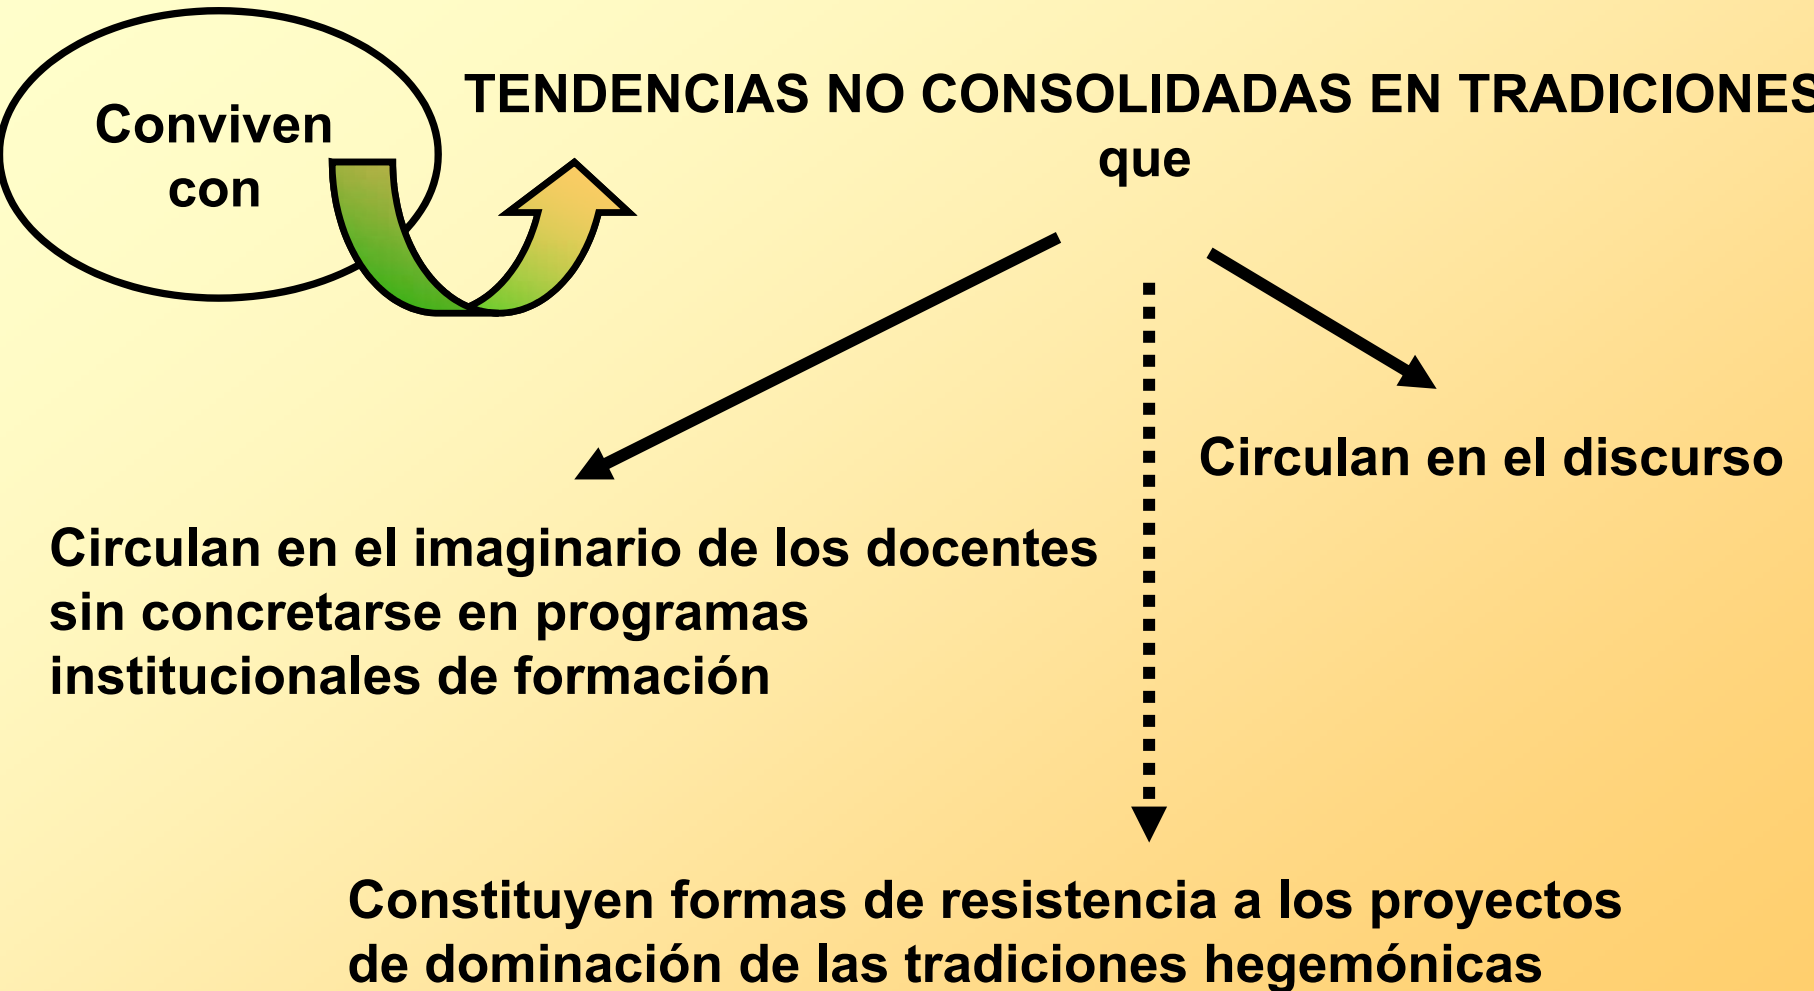 Conviven
con
TENDENCIAS NO CONSOLIDADAS EN TRADICIONES
que
Circulan en el discurso
Circulan en el imaginario de los docentes
sin concretarse en programas
institucionales de formación
Constituyen formas de resistencia a los proyectos
de dominación de las tradiciones hegemónicas